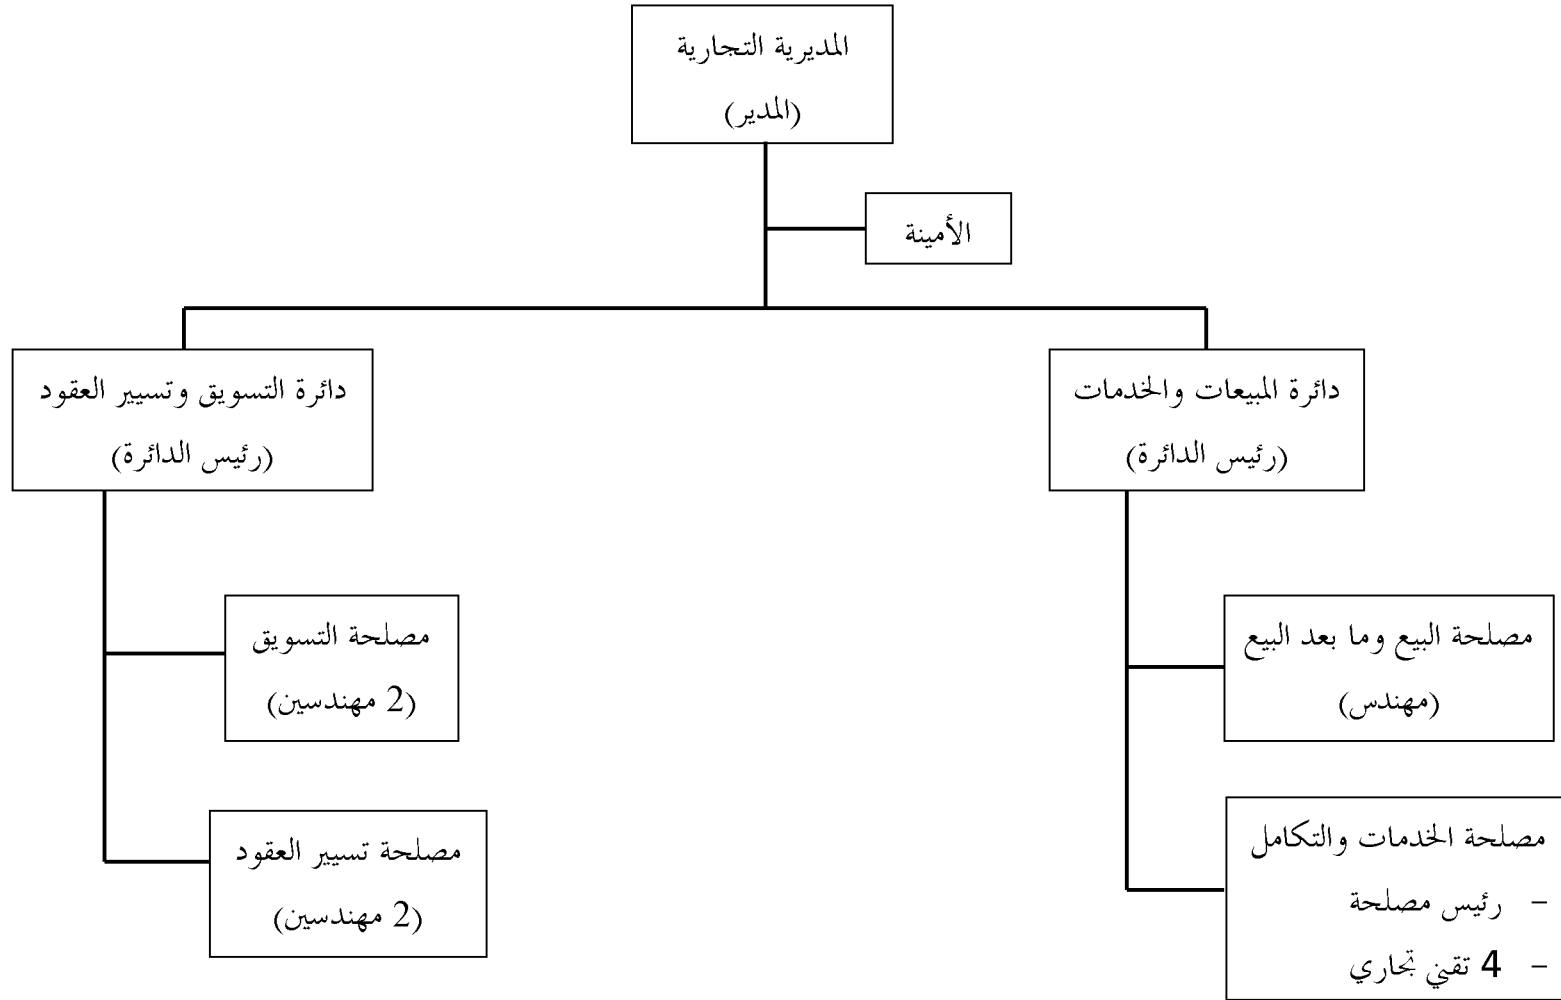 المديرية التجارية
(المدير)
الأمينة
دائرة المبيعات والخدمات
(رئيس الدائرة)
دائرة التسويق وتسيير العقود
(رئيس الدائرة)
مصلحة البيع وما بعد البيع
(مهندس)
مصلحة الخدمات والتكامل
- رئيس مصلحة
- 4 تقني تجاري
مصلحة التسويق
(2 مهندسين)
مصلحة تسيير العقود
(2 مهندسين)